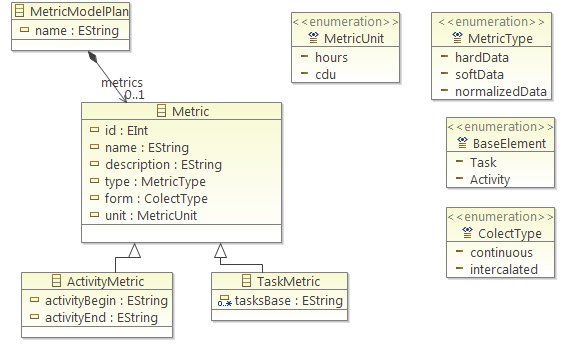 MetricModelPlan
name : EString
metrics
0..1
Metric
id : EInt
name : EString
description : EString
type : MetricType
form : ColectType
unit : MetricUnit
ActivityMetric
activityBegin : EString
activityEnd : EString
TaskMetric
0..* tasksBase : EString
<<enumeration>>
MetricUnit
hours
cdu
<<enumeration>>
MetricType
hardData
softData
normalizedData
<<enumeration>>
BaseElement
Task
Activity
<<enumeration>>
ColectType
continuous
intercalated